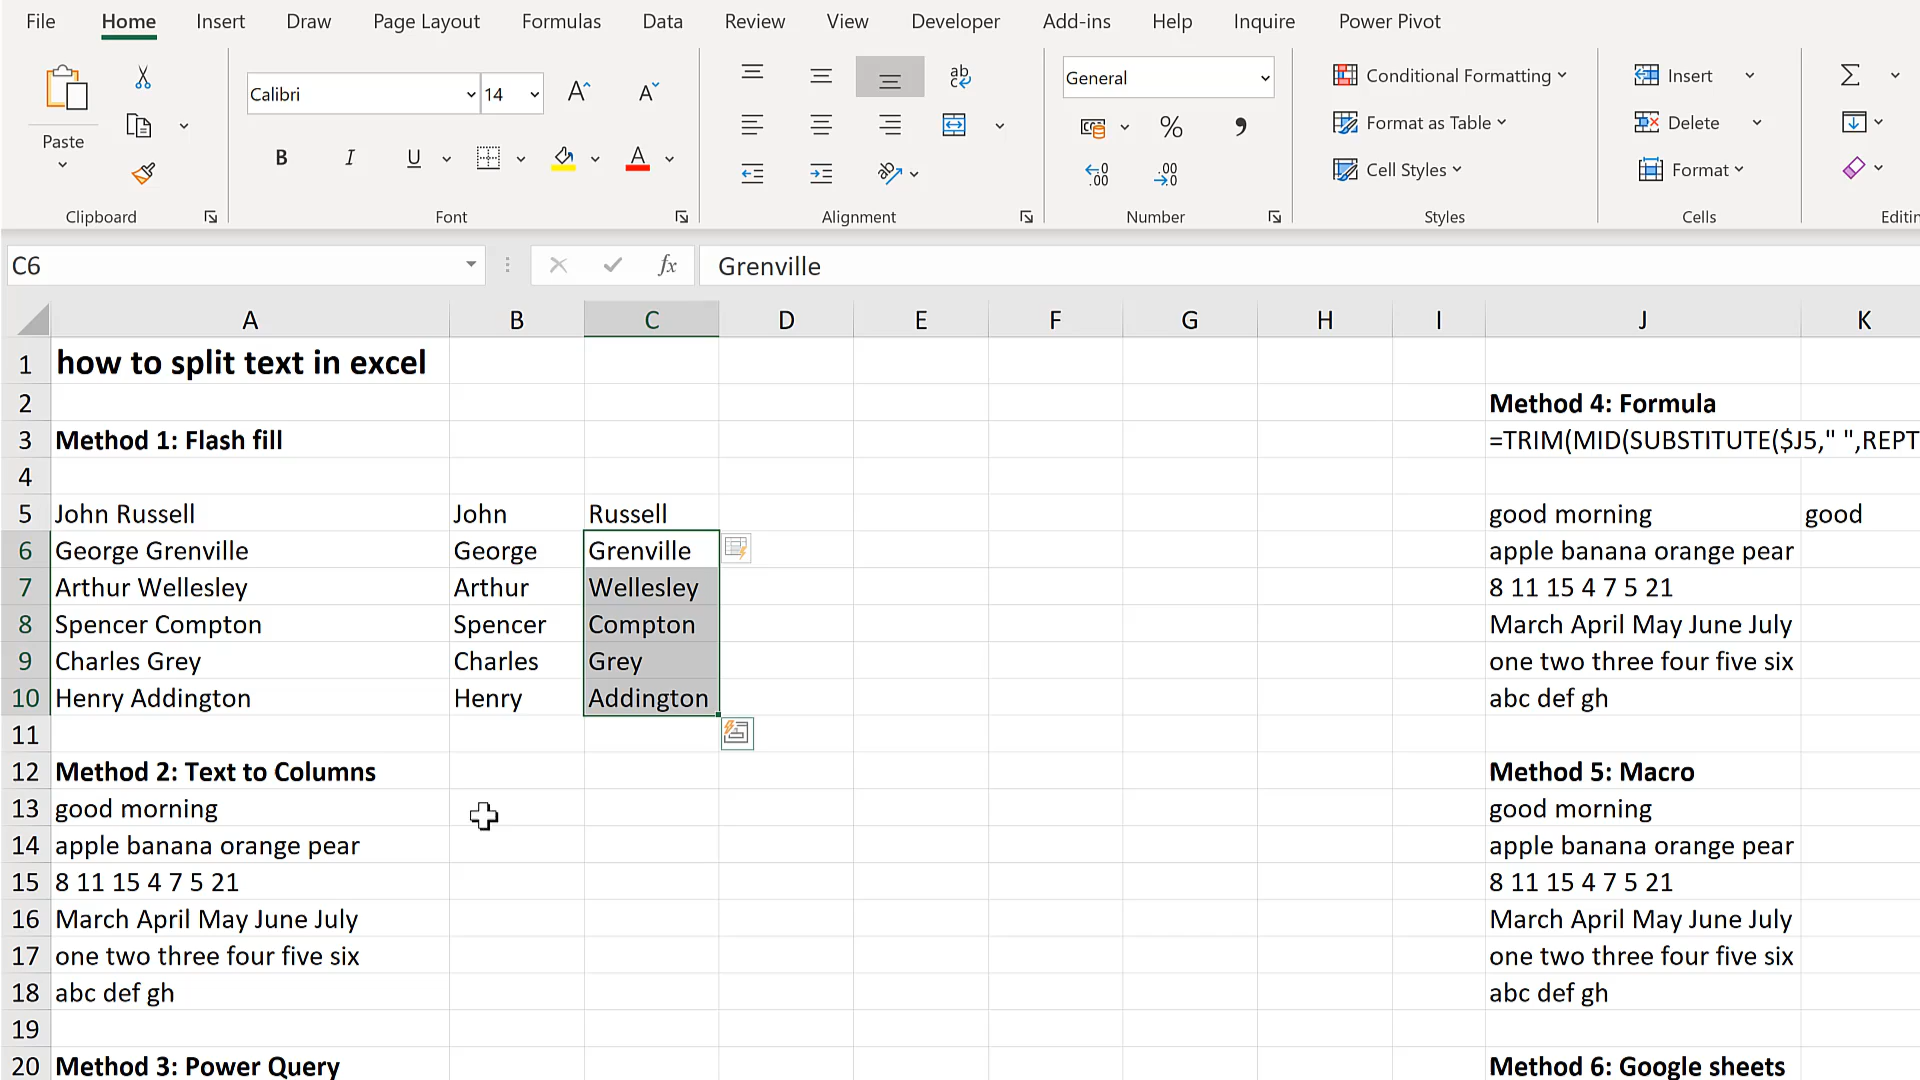 File Home Insert Draw Page Layout Formulas Data Review View Developer Add-ins Help Inquire Power Pivot
Paste
Calibri 14
B I U A
ab
General
% 9
.00 .0
Conditional Formatting
Format as Table
Cell Styles
Insert
Delete
Format
Clipboard Font Alignment Number Styles Cells Editin
C6 fx Grenville
A B C D E F G H I J K
1 how to split text in excel
2 Method 4: Formula
3 Method 1: Flash fill =TRIM(MID(SUBSTITUTE($J5," ",REPT
4
5 John Russell John Russell good morning good
6 George Grenville George Grenville apple banana orange pear
7 Arthur Wellesley Arthur Wellesley 8 11 15 4 7 5 21
8 Spencer Compton Spencer Compton March April May June July
9 Charles Grey Charles Grey one two three four five six
10 Henry Addington Henry Addington abc def gh
11
12 Method 2: Text to Columns Method 5: Macro
13 good morning good morning
14 apple banana orange pear apple banana orange pear
15 8 11 15 4 7 5 21 8 11 15 4 7 5 21
16 March April May June July March April May June July
17 one two three four five six one two three four five six
18 abc def gh abc def gh
19
20 Method 3: Power Query Method 6: Google sheets